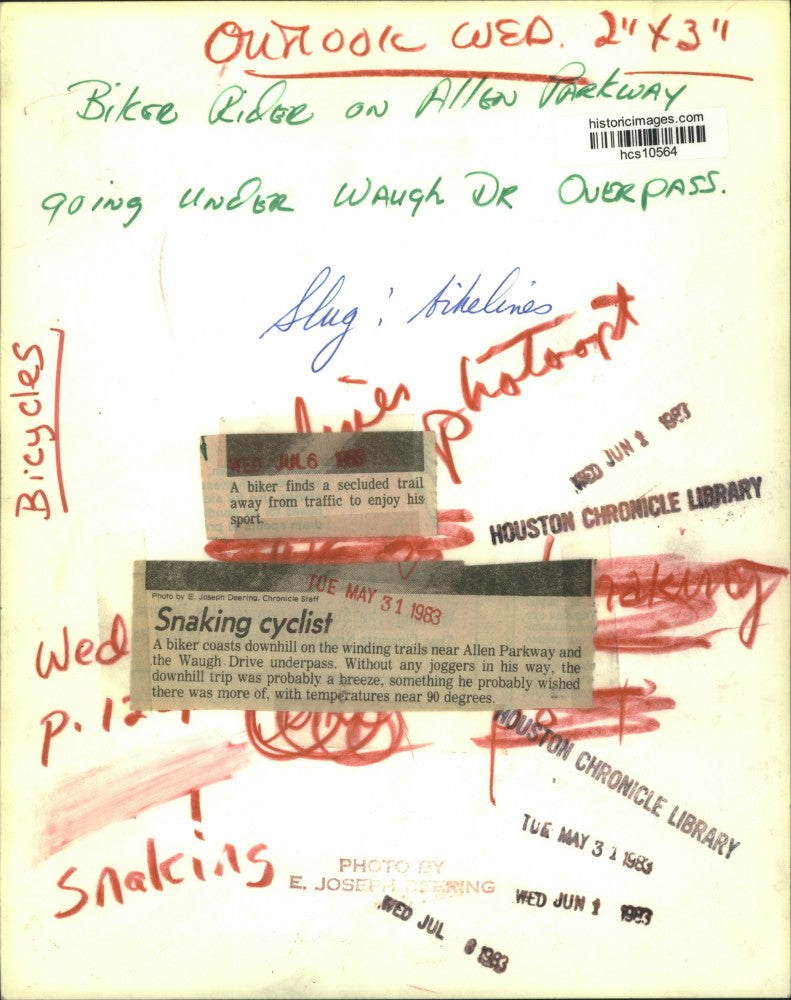 OUTLOOK WED. 2" X 3"
BIKER RIDER ON ALLEN PARKWAY
historicimages.com
hcs10564
going UNDER WAUGH DR OVERPASS.
Slug: bikelines
photo opt
Bicycles
WED JUN 1 1983
HOUSTON CHRONICLE LIBRARY
WED JUL 6 1983
A biker finds a secluded trail
away from traffic to enjoy his
sport.
TUE MAY 31 1983
Photo by E. Joseph Deering, Chronicle Staff
Snaking cyclist
A biker coasts downhill on the winding trails near Allen Parkway and
the Waugh Drive underpass. Without any joggers in his way, the
downhill trip was probably a breeze, something he probably wished
there was more of, with temperatures near 90 degrees.
Wed
HOUSTON CHRONICLE LIBRARY
TUE MAY 31 1983
Snaking
PHOTO BY
E. JOSEPH DEERING
WED JUN 1 1983
WED JUL 6 1983